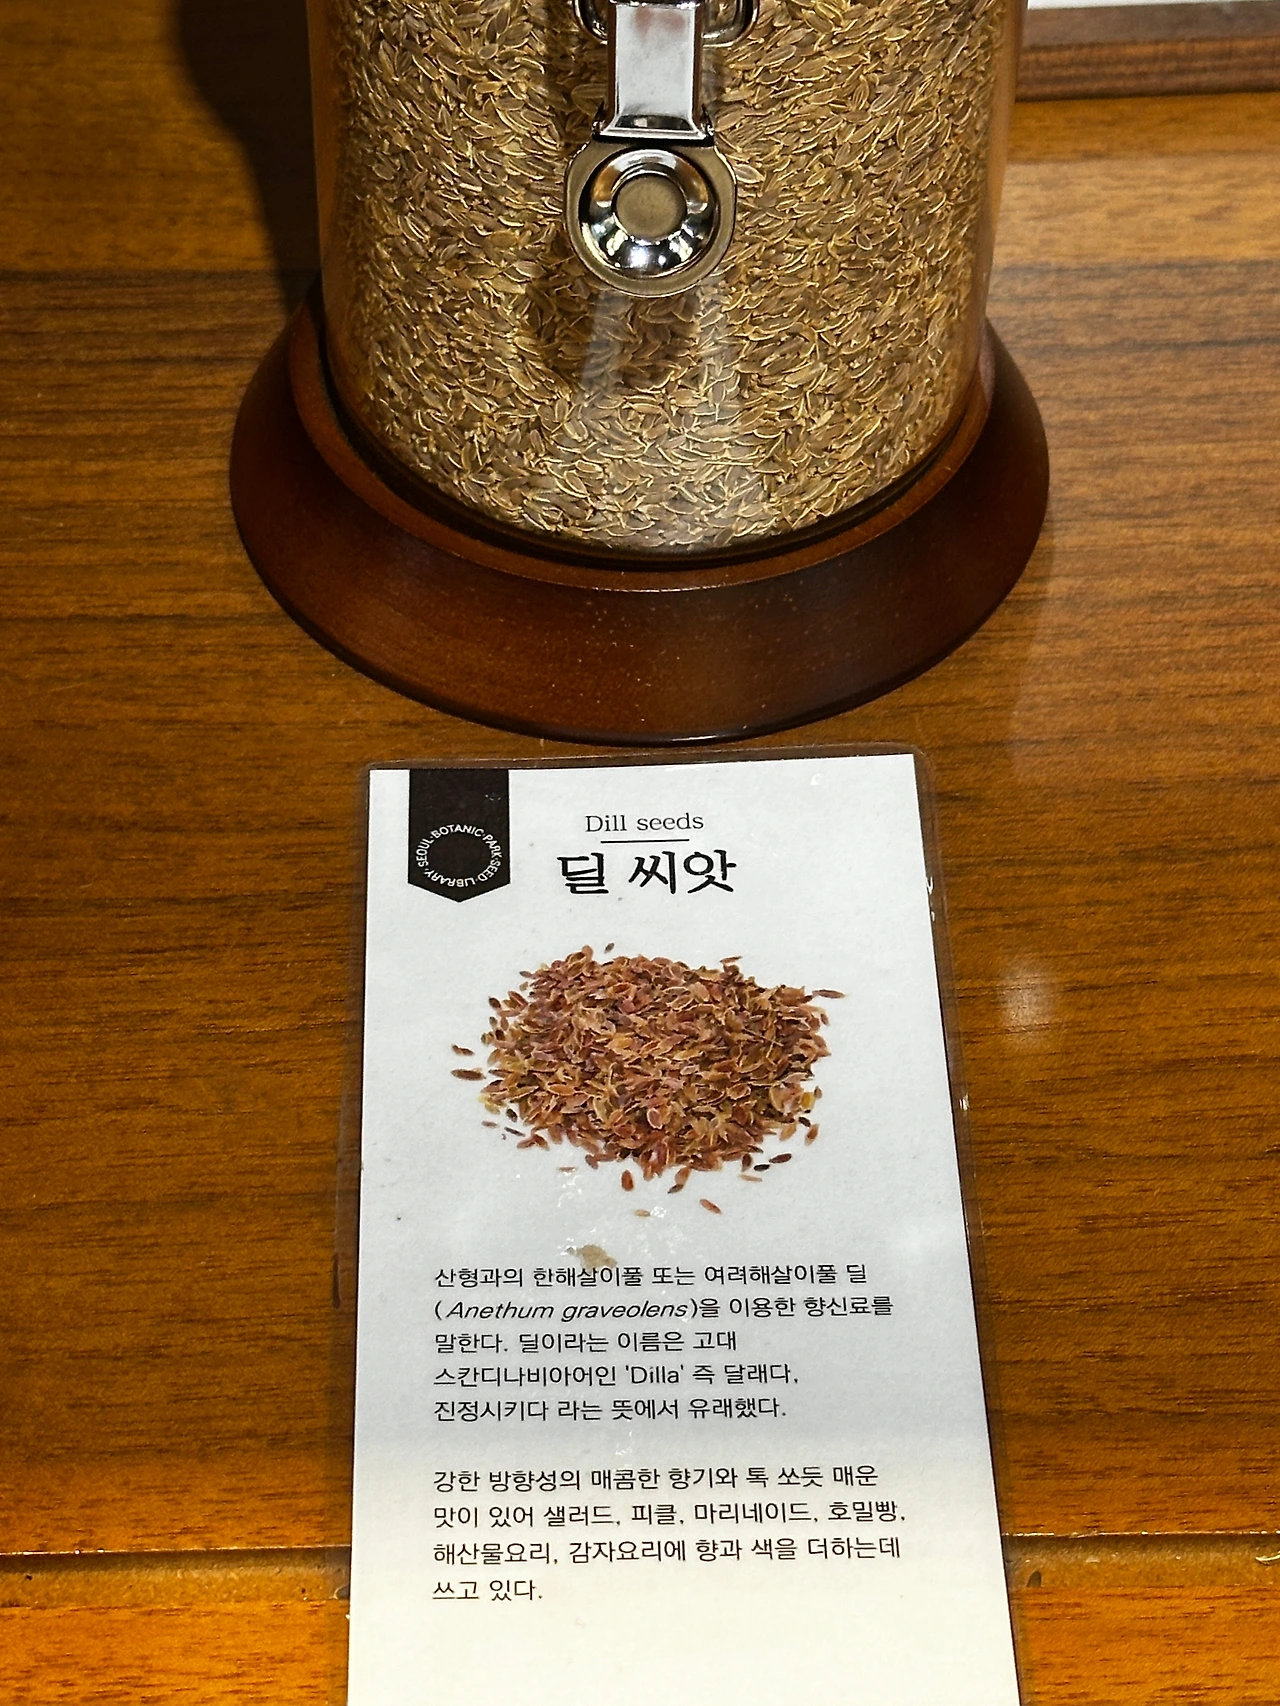 SEOUL·BOTANIC·PARK·SEED·LIBRARY·
Dill seeds
딜 씨앗
산형과의 한해살이풀 또는 여려해살이풀 딜
(Anethum graveolens)을 이용한 향신료를
말한다. 딜이라는 이름은 고대
스칸디나비아어인 'Dilla' 즉 달래다,
진정시키다 라는 뜻에서 유래했다.
강한 방향성의 매콤한 향기와 톡 쏘듯 매운
맛이 있어 샐러드, 피클, 마리네이드, 호밀빵,
해산물요리, 감자요리에 향과 색을 더하는데
쓰고 있다.